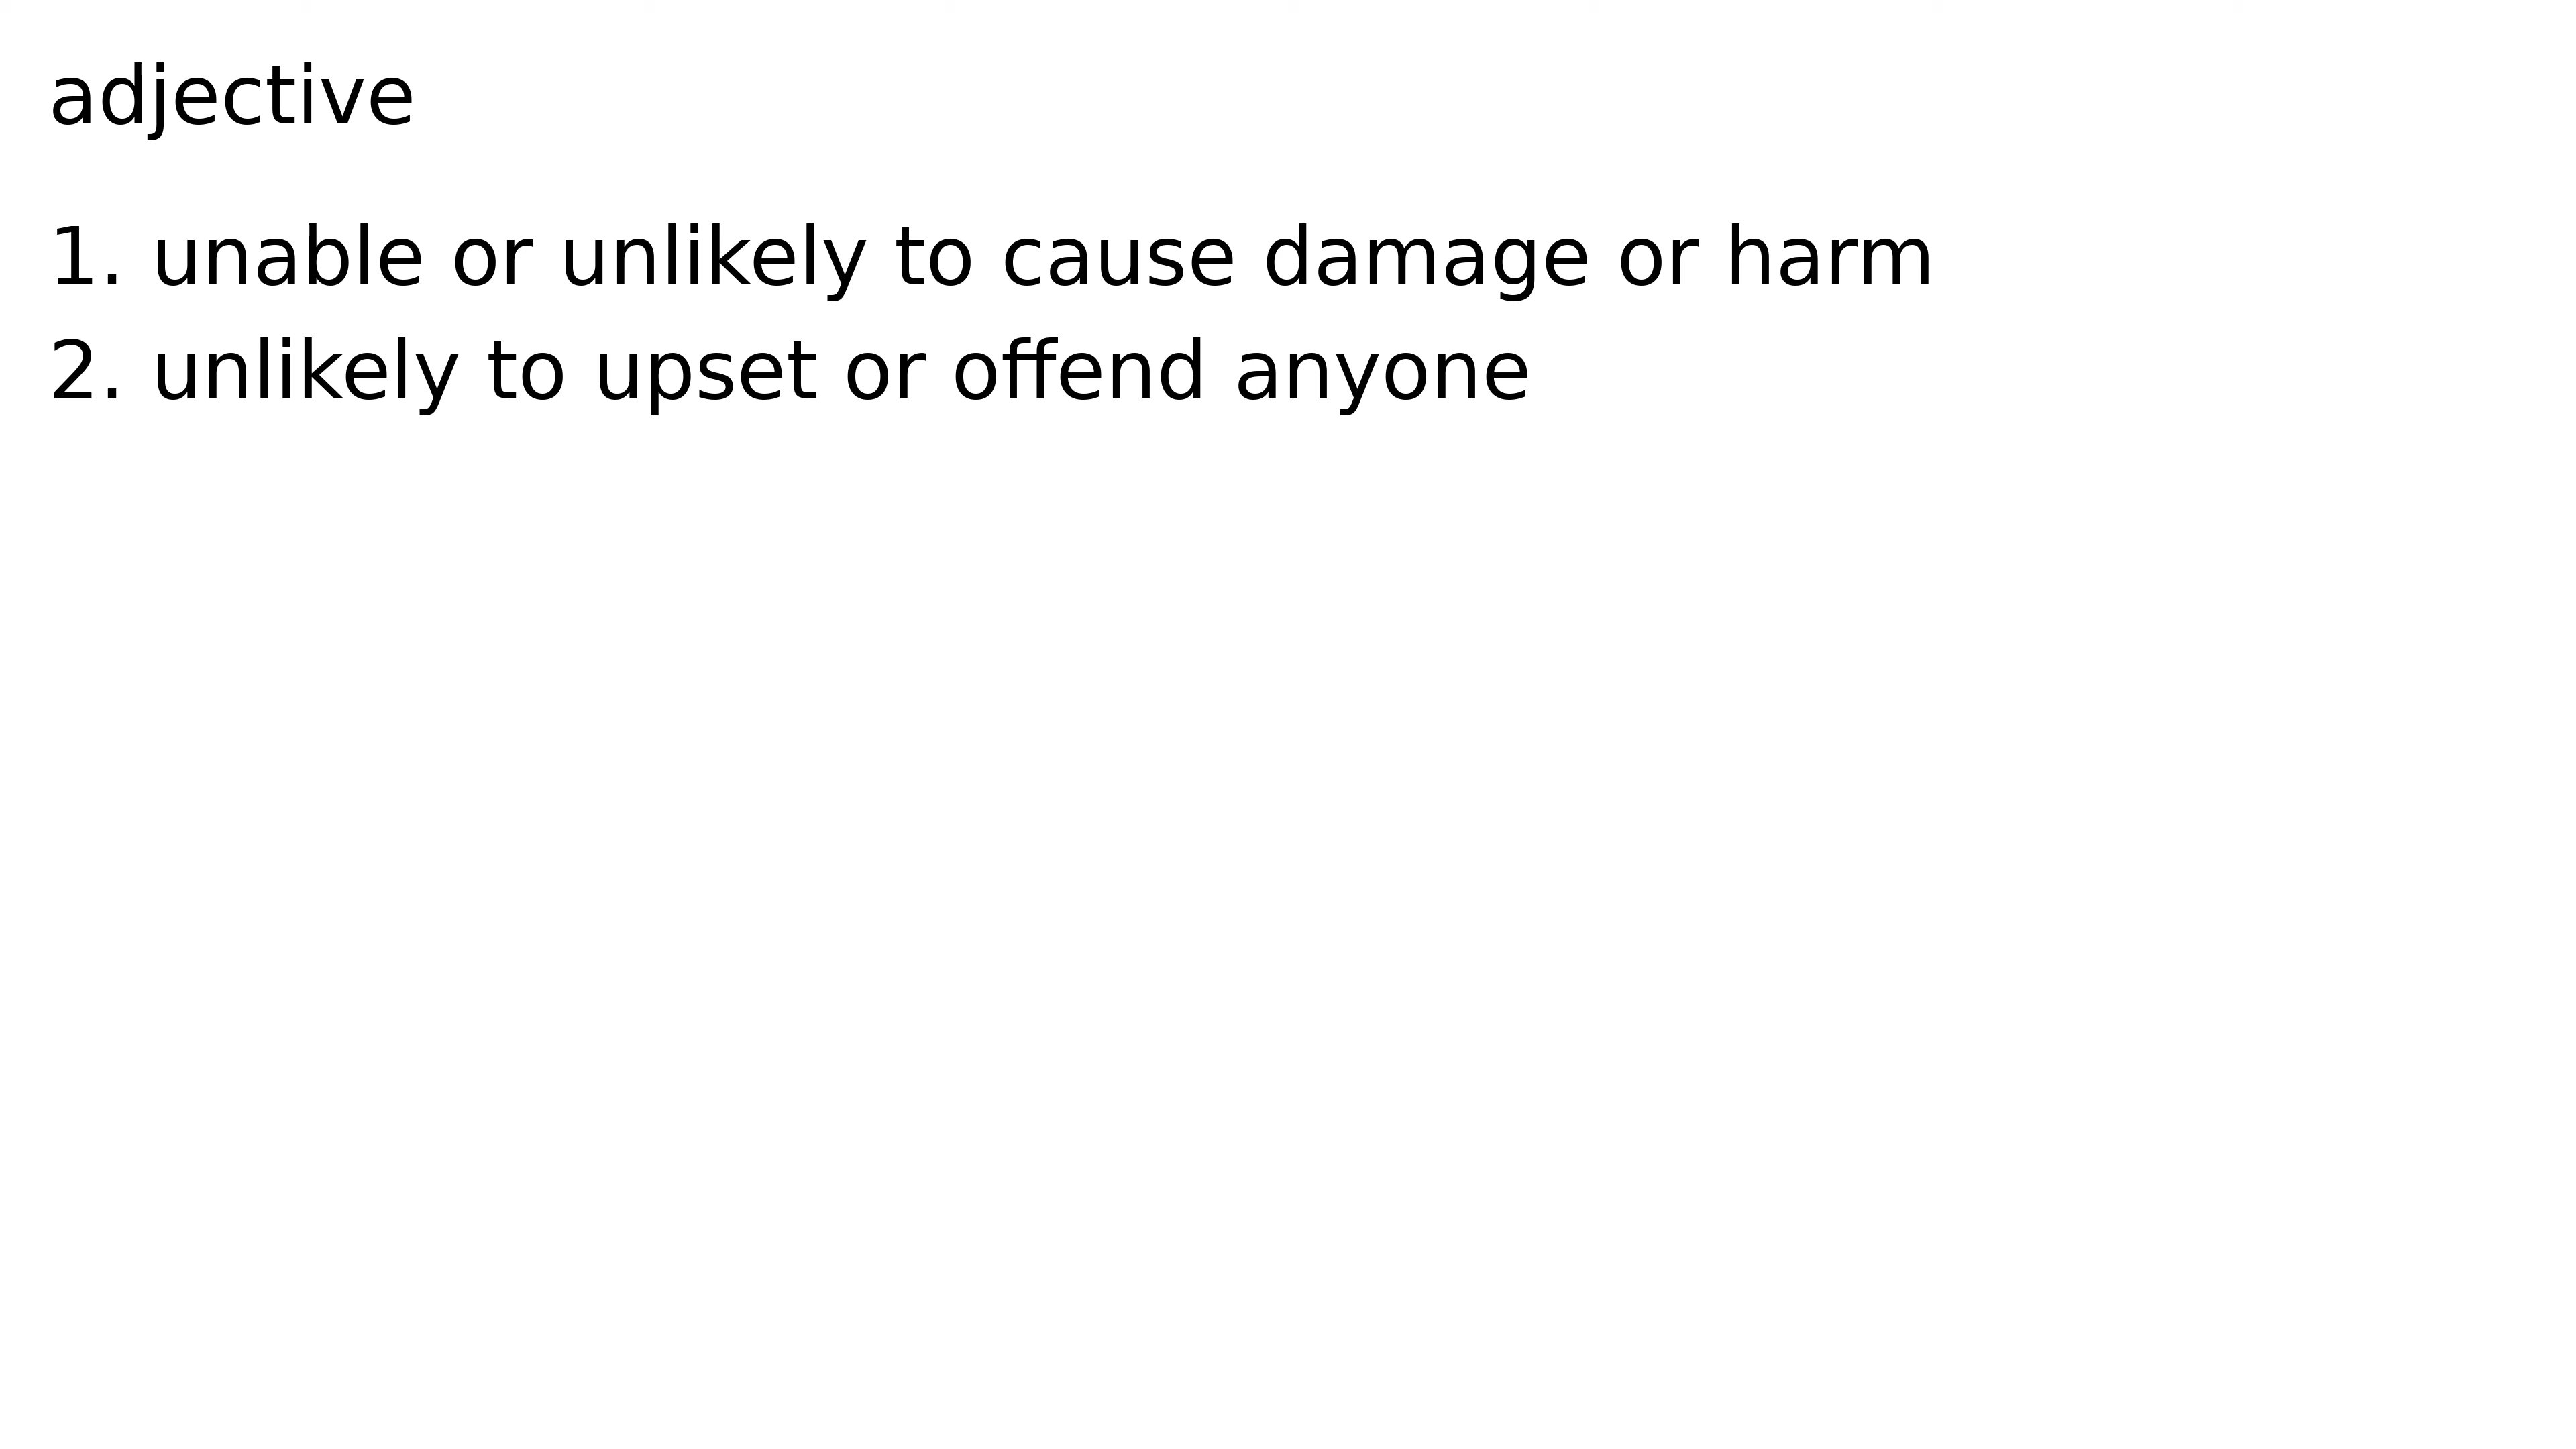 adjective
1. unable or unlikely to cause damage or harm
2. unlikely to upset or offend anyone